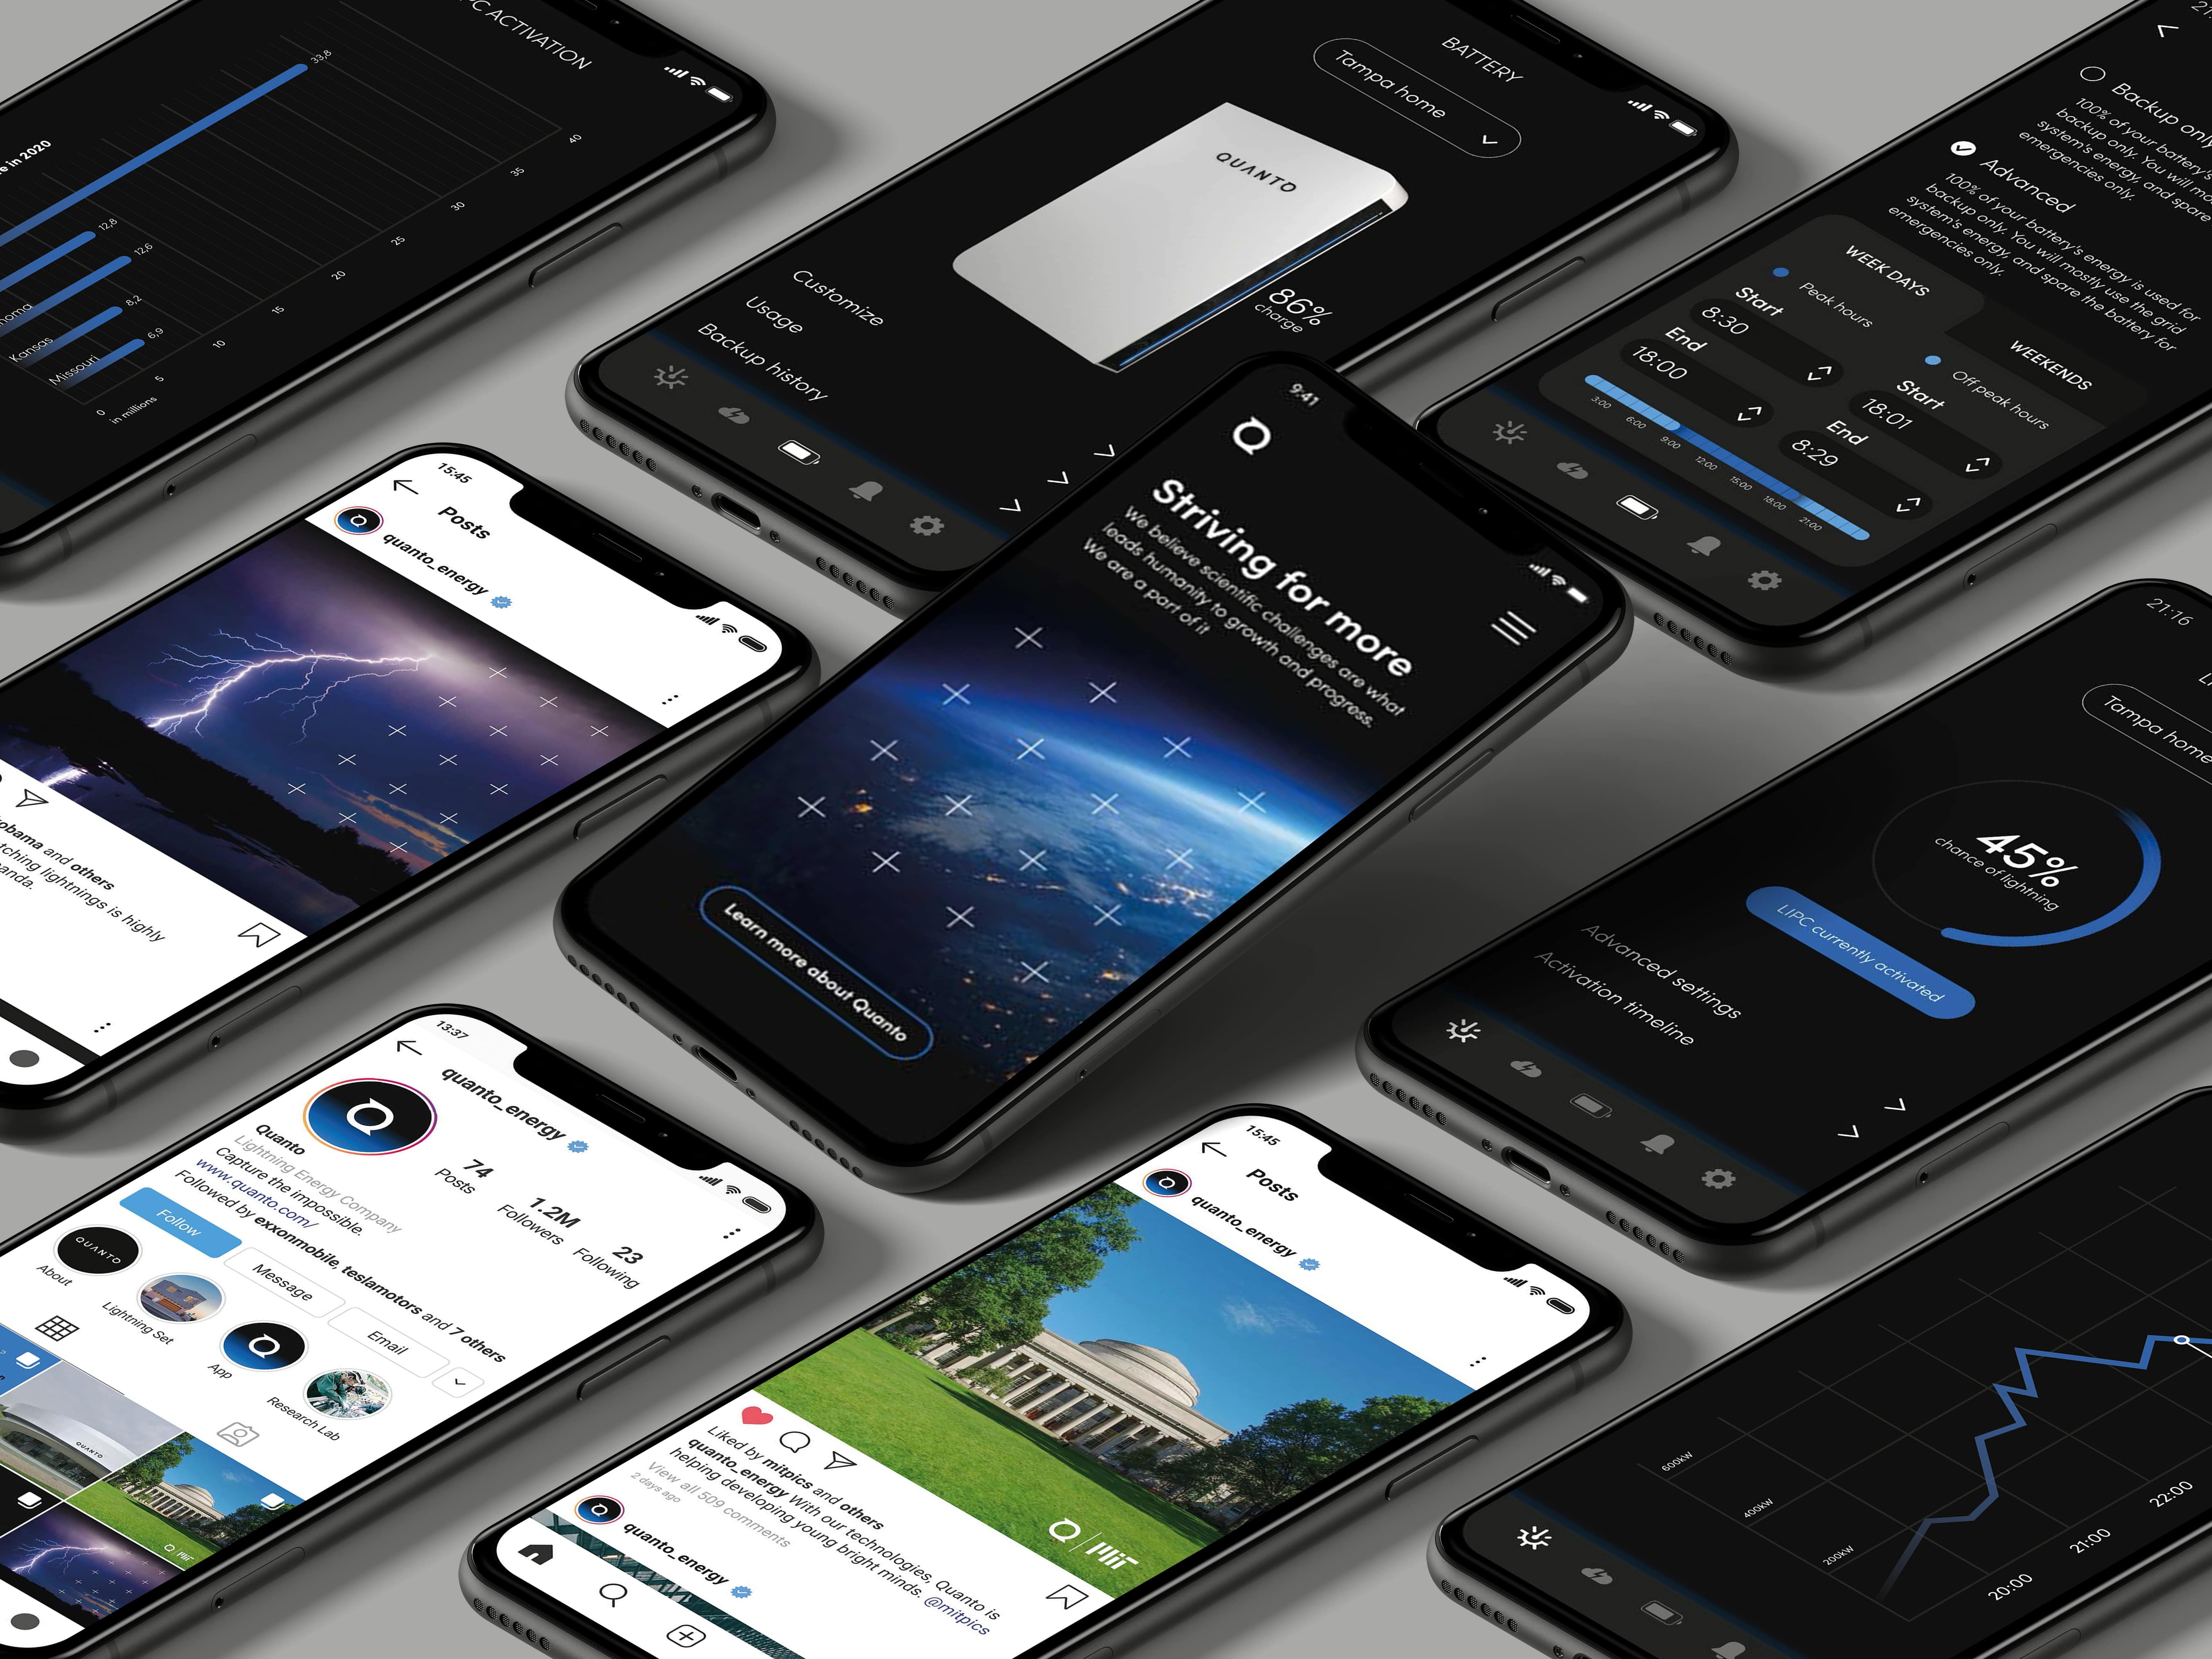 PC ACTIVATION
re in 2020
33,8
12,8
12,6
8,2
6,9
noma
Kansas
Missouri
0
5
10
15
20
25
30
35
40
in millions
BATTERY
Tampa home
QUANTO
86%
charge
Customize
Usage
Backup history
Backup only
100% of your battery's
backup only. You will mo
system's energy, and spare
emergencies only.
Advanced
100% of your battery's energy is used for
backup only. You will mostly use the grid
system's energy, and spare the battery for
emergencies only.
WEEK DAYS
WEEKENDS
Peak hours
Start
8:30
End
18:00
Off peak hours
Start
18:01
End
8:29
3:00
6:00
9:00
12:00
15:00
18:00
21:00
15:45
Posts
quanto_energy
obama and others
tching lightnings is highly
anda.
9:41
Striving for more
We believe scientific challenges are what
leads humanity to growth and progress.
We are a part of it
Learn more about Quanto
21:16
Tampa home
45%
chance of lightning
LIPC currently activated
Advanced settings
Activation timeline
13:37
quanto_energy
74
Posts
1.2M
Followers
23
Following
Quanto
Lightning Energy Company
Capture the impossible.
www.quanto.com/
Followed by exxonmobile, teslamotors and 7 others
Follow
Message
Email
QUANTO
About
Lightning Set
App
Research Lab
QUANTO
15:45
Posts
quanto_energy
MIT
Liked by mitpics and others
quanto_energy With our technologies, Quanto is
helping developing young bright minds. @mitpics
View all 509 comments
2 days ago
quanto_energy
600kW
400kW
200kW
20:00
21:00
22:00